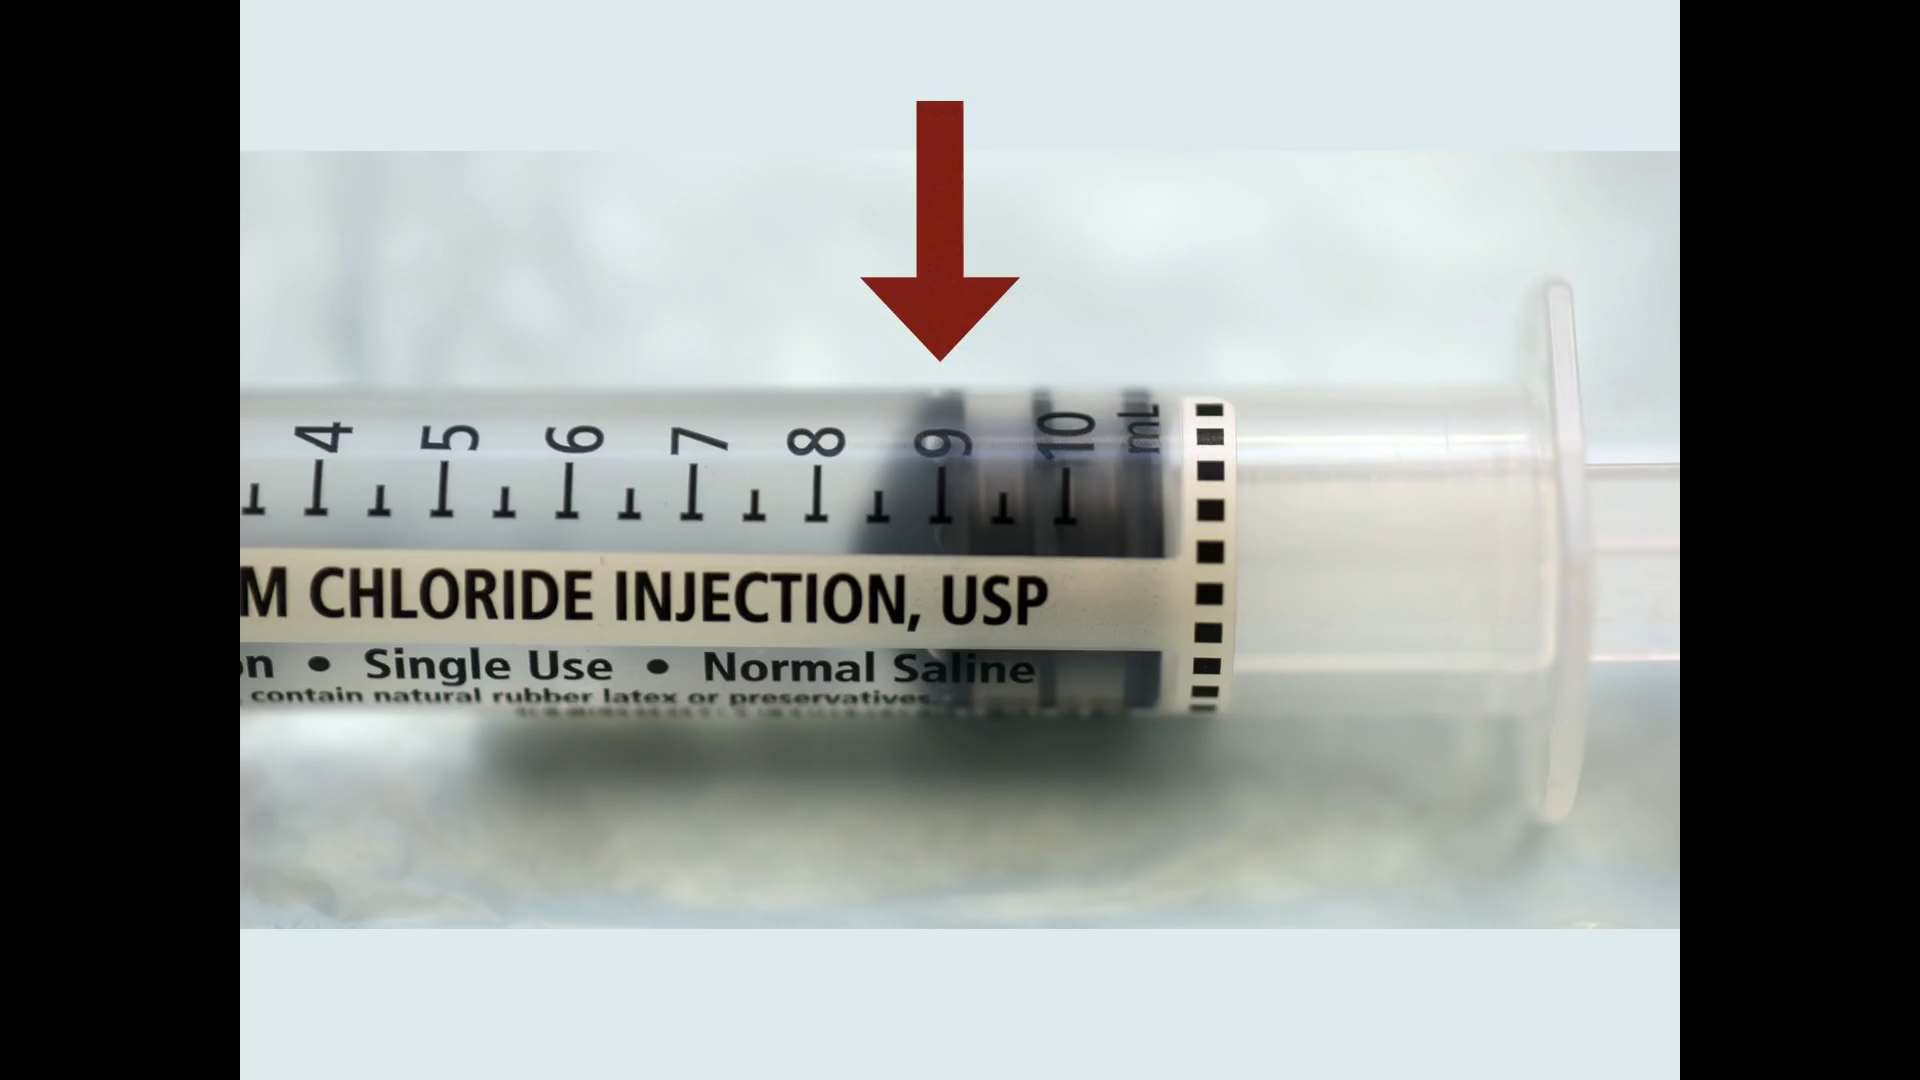 4 5 6 7 8 9 10 mL
M CHLORIDE INJECTION, USP
n • Single Use • Normal Saline
contain natural rubber latex or preservatives.